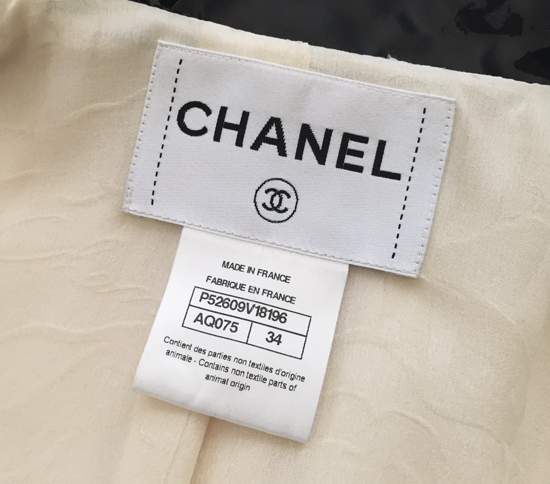 CHANEL
MADE IN FRANCE
FABRIQUE EN FRANCE
P52609V18196
AQ075 34
Contient des parties non textiles d'origine
animale - Contains non textile parts of
animal origin